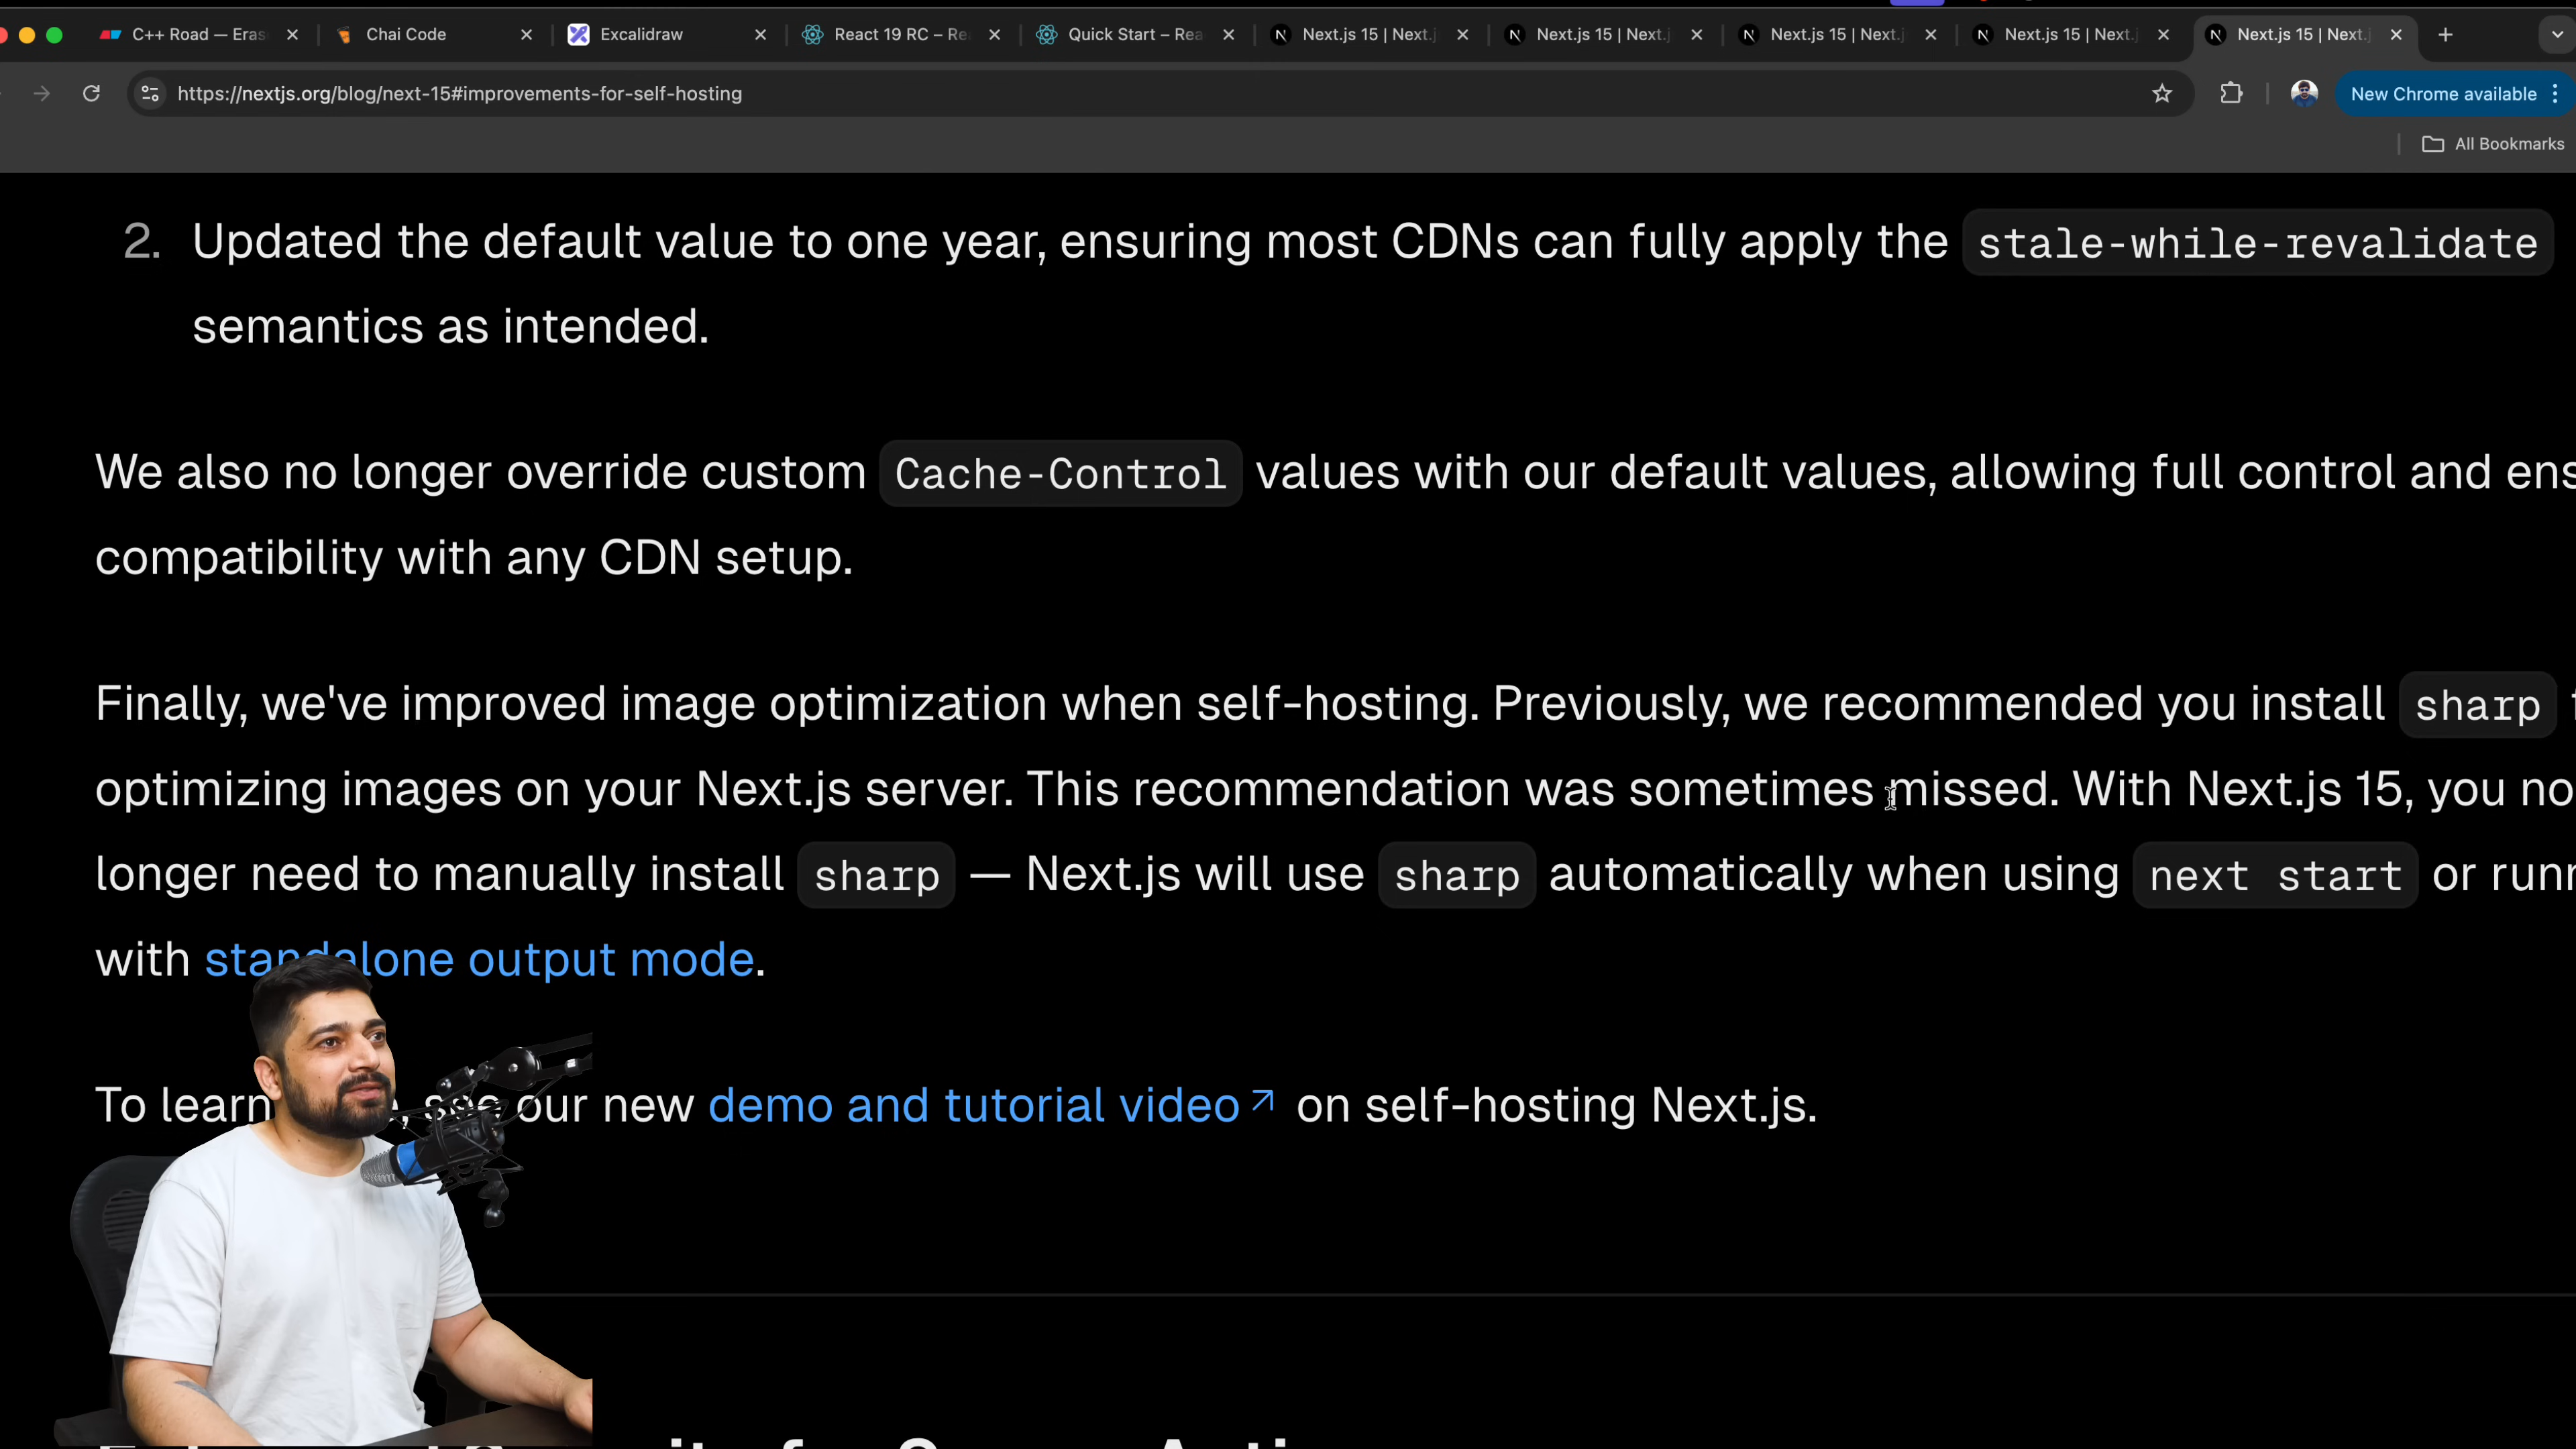 C++ Road — Eras
Chai Code
Excalidraw
React 19 RC – Re
Quick Start – Rea
Next.js 15 | Next.j
Next.js 15 | Next.j
Next.js 15 | Next.j
Next.js 15 | Next.j
Next.js 15 | Next.j
https://nextjs.org/blog/next-15#improvements-for-self-hosting
New Chrome available
All Bookmarks
2. Updated the default value to one year, ensuring most CDNs can fully apply the stale-while-revalidate
semantics as intended.
We also no longer override custom Cache-Control values with our default values, allowing full control and ens
compatibility with any CDN setup.
Finally, we've improved image optimization when self-hosting. Previously, we recommended you install sharp
optimizing images on your Next.js server. This recommendation was sometimes missed. With Next.js 15, you no
longer need to manually install sharp — Next.js will use sharp automatically when using next start or runn
with standalone output mode.
To learn see our new demo and tutorial video on self-hosting Next.js.